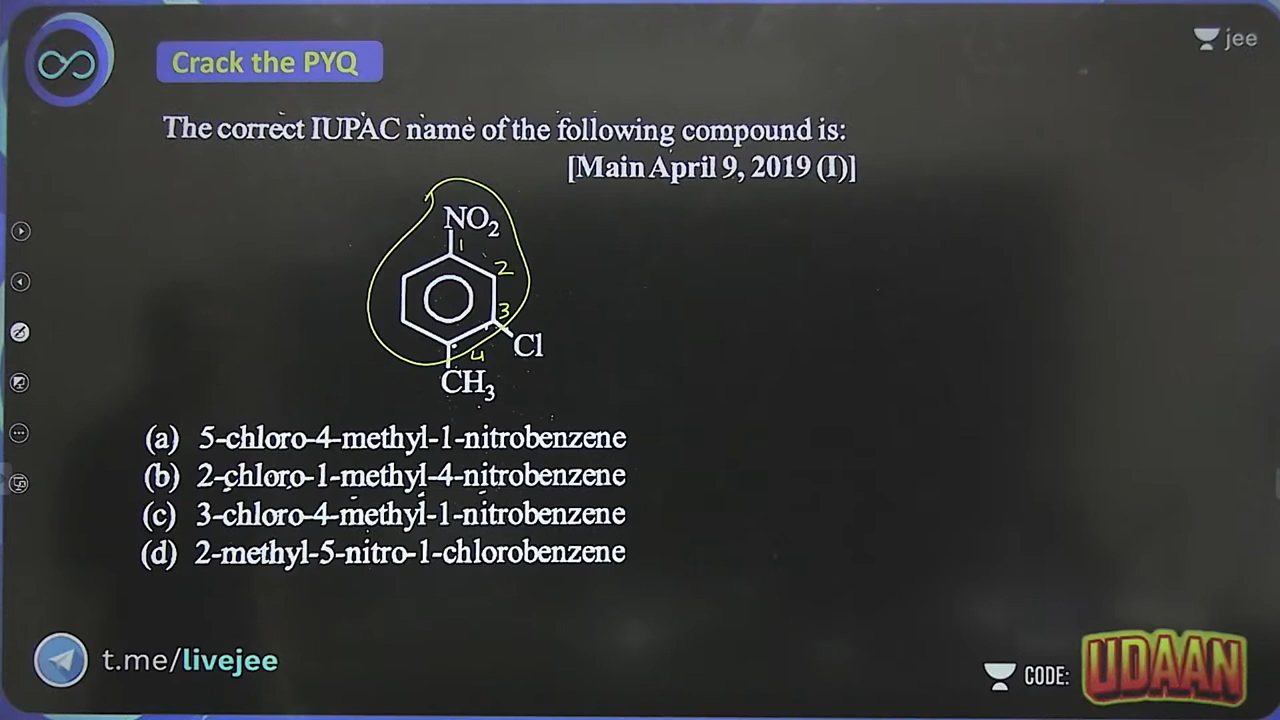 Crack the PYQ
jee
The correct IUPAC name of the following compound is:
[Main April 9, 2019 (I)]
NO2
1
2
3
Cl
4
CH3
(a) 5-chloro-4-methyl-1-nitrobenzene
(b) 2-chloro-1-methyl-4-nitrobenzene
(c) 3-chloro-4-methyl-1-nitrobenzene
(d) 2-methyl-5-nitro-1-chlorobenzene
t.me/livejee
CODE: UDAAN